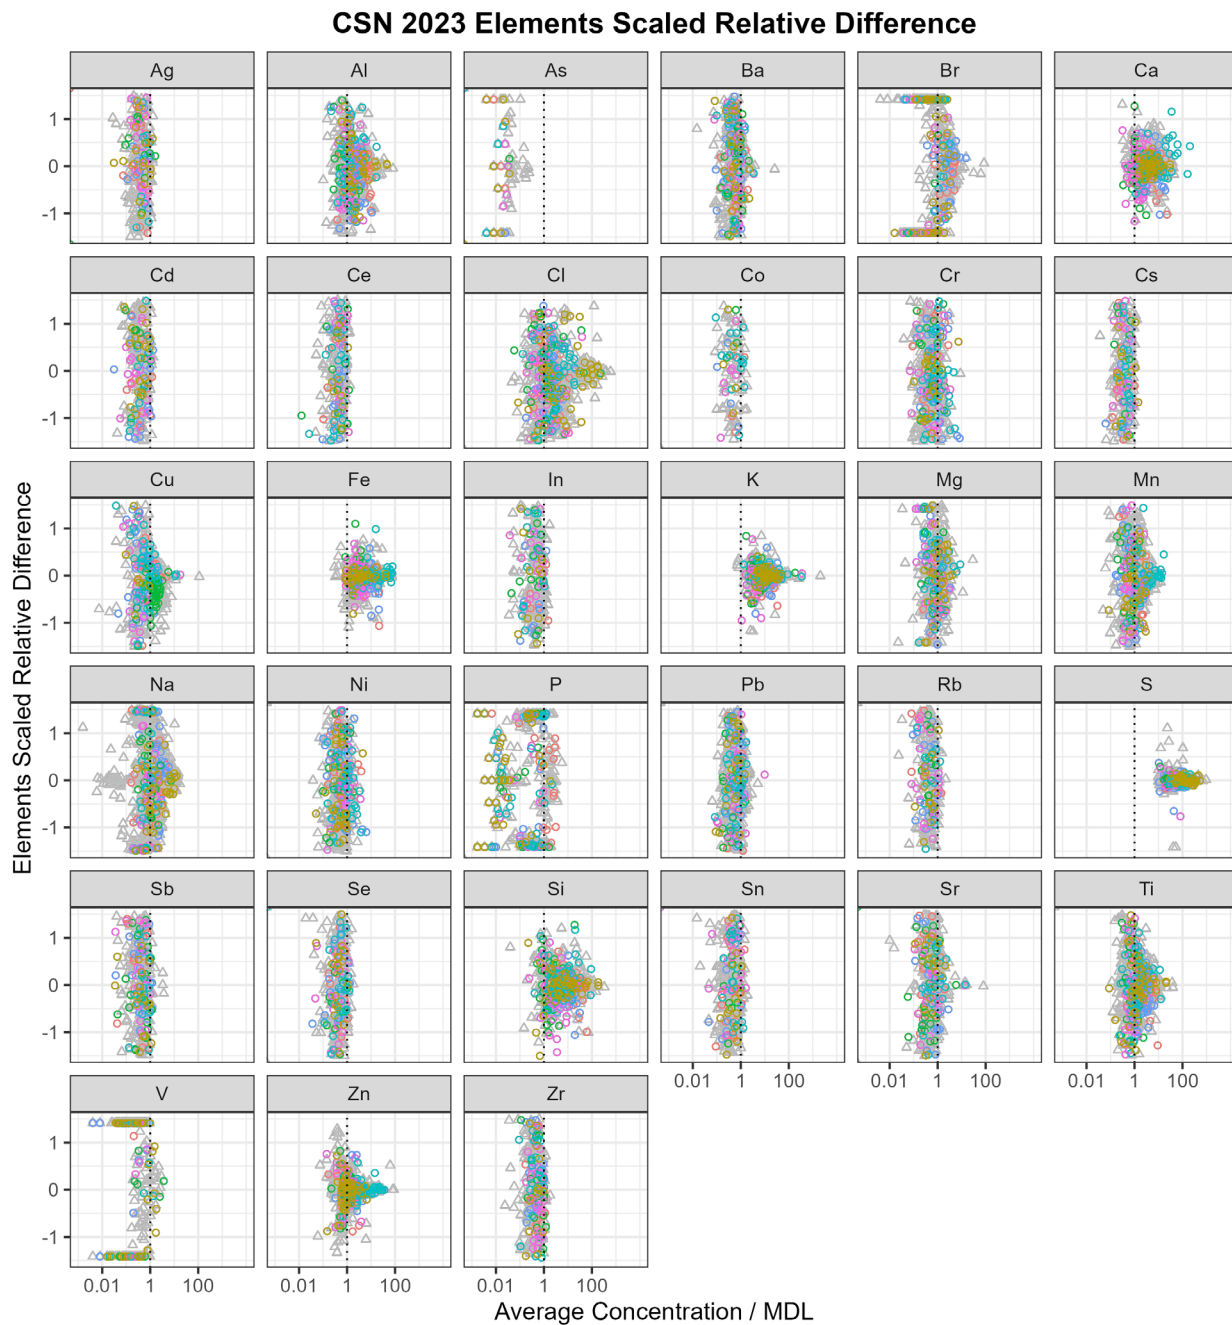 CSN 2023 Elements Scaled Relative Difference
Ag Al As Ba Br Ca
1
0
-1
Cd Ce Cl Co Cr Cs
1
0
-1
Cu Fe In K Mg Mn
1
0
-1
Na Ni P Pb Rb S
1
0
-1
Sb Se Si Sn Sr Ti
1
0
-1
0.01 1 100 0.01 1 100 0.01 1 100
V Zn Zr
1
0
-1
0.01 1 100 0.01 1 100 0.01 1 100
Elements Scaled Relative Difference
Average Concentration / MDL